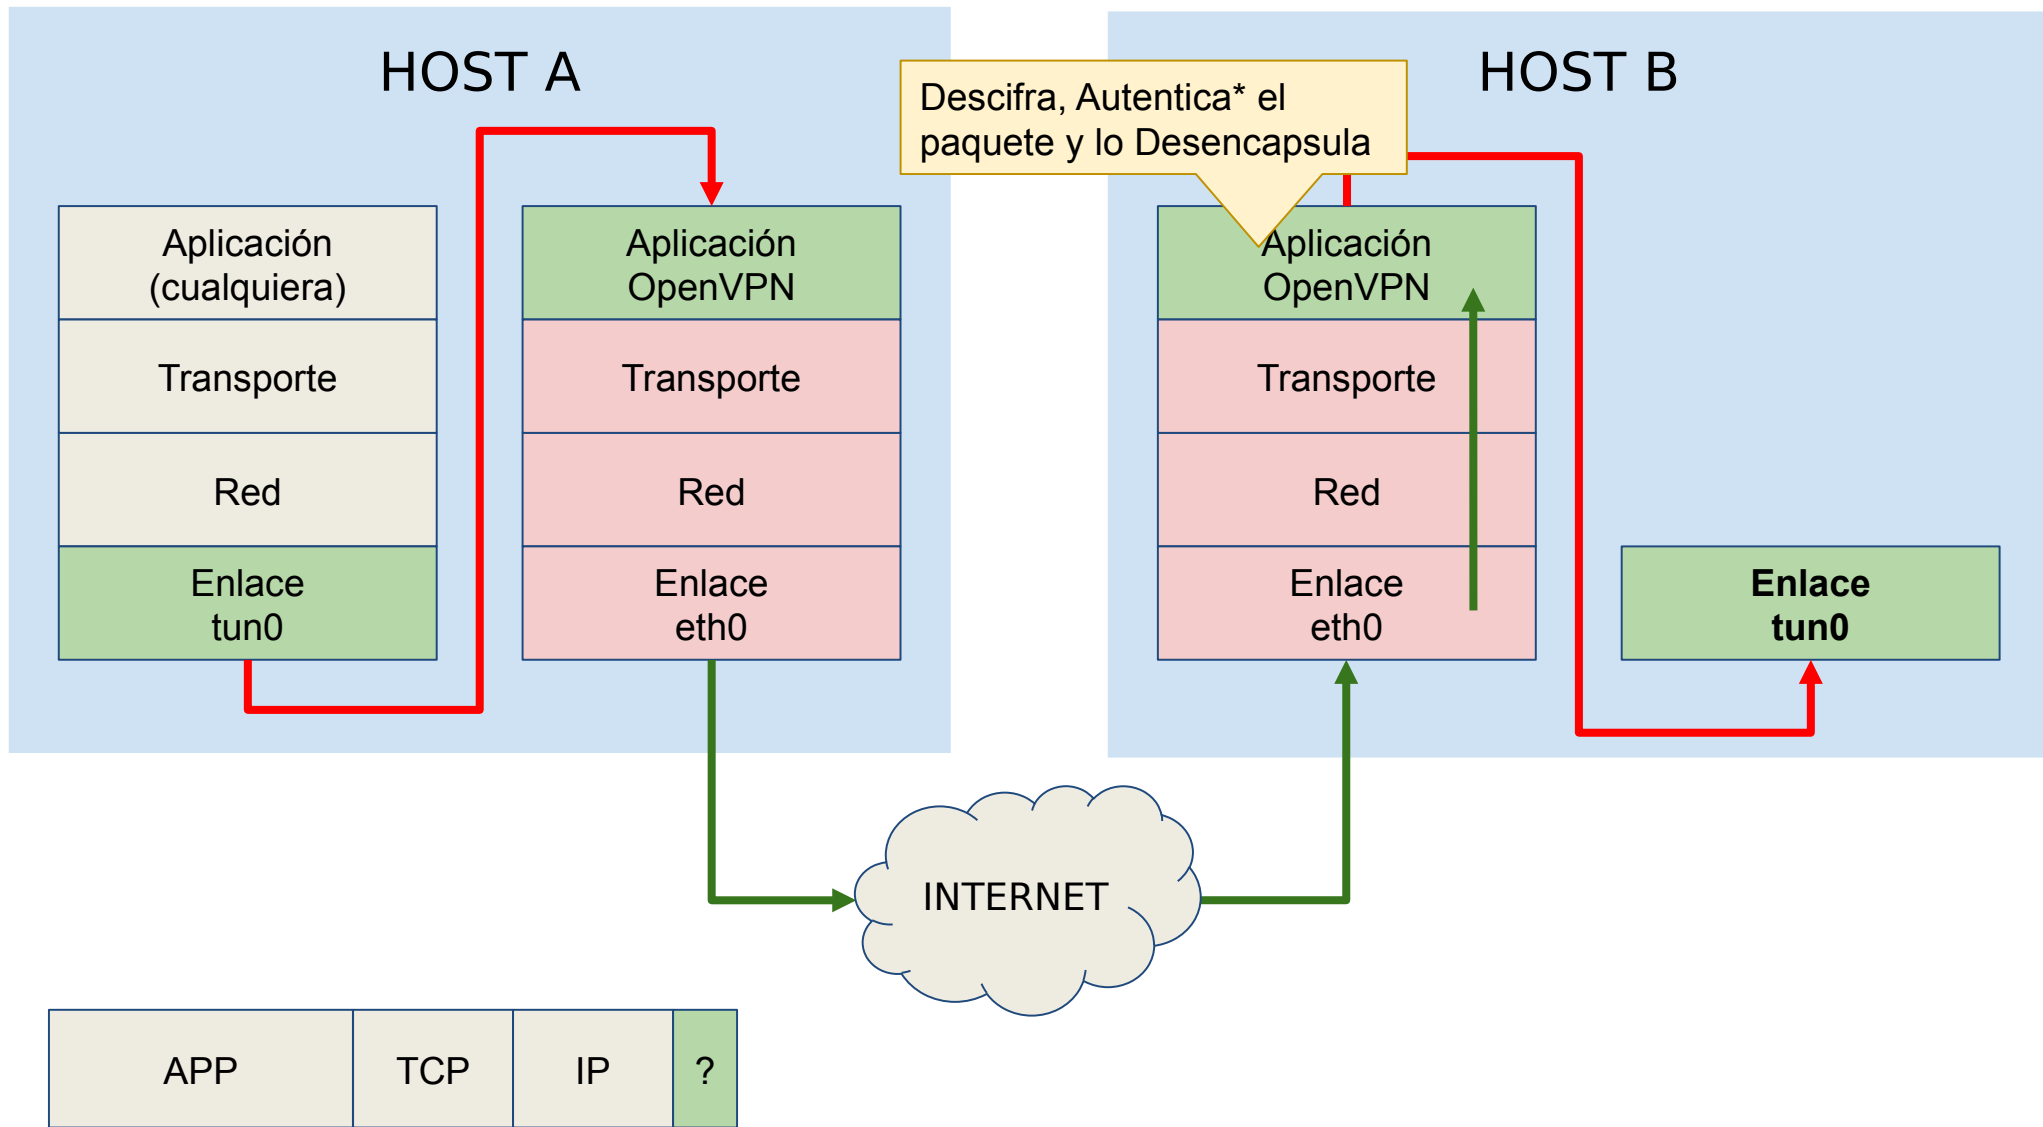 HOST A
Aplicación
(cualquiera)
Transporte
Red
Enlace
tun0
Aplicación
OpenVPN
Transporte
Red
Enlace
eth0
HOST B
Descifra, Autentica* el
paquete y lo Desencapsula
Aplicación
OpenVPN
Transporte
Red
Enlace
eth0
Enlace
tun0
INTERNET
APP
TCP
IP
?